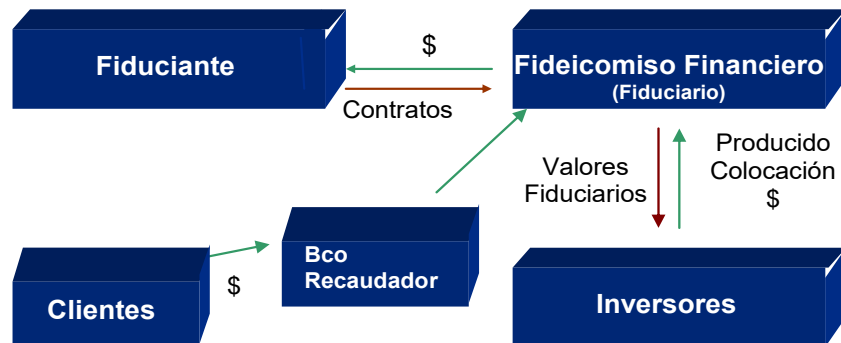 Fiduciante
$
Contratos
Fideicomiso Financiero
(Fiduciario)
Valores
Fiduciarios
Producido
Colocación
$
Clientes
$
Bco
Recaudador
Inversores